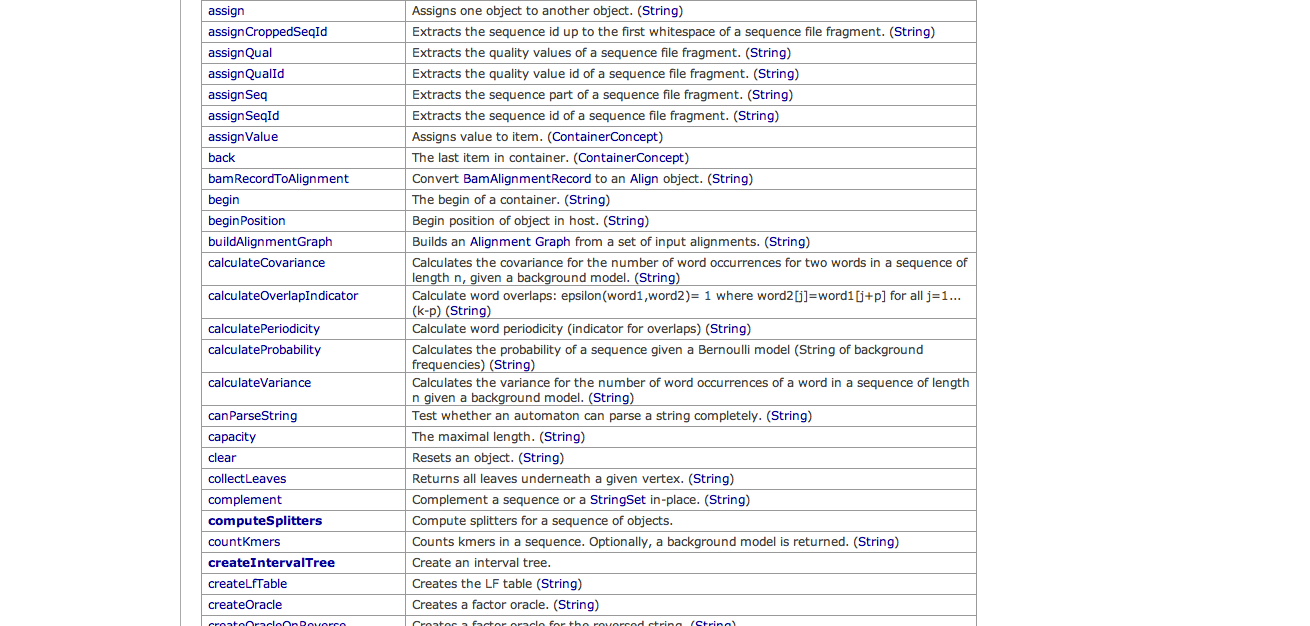 assign Assigns one object to another object. (String)
assignCroppedSeqId Extracts the sequence id up to the first whitespace of a sequence file fragment. (String)
assignQual Extracts the quality values of a sequence file fragment. (String)
assignQualId Extracts the quality value id of a sequence file fragment. (String)
assignSeq Extracts the sequence part of a sequence file fragment. (String)
assignSeqId Extracts the sequence id of a sequence file fragment. (String)
assignValue Assigns value to item. (ContainerConcept)
back The last item in container. (ContainerConcept)
bamRecordToAlignment Convert BamAlignmentRecord to an Align object. (String)
begin The begin of a container. (String)
beginPosition Begin position of object in host. (String)
buildAlignmentGraph Builds an Alignment Graph from a set of input alignments. (String)
calculateCovariance Calculates the covariance for the number of word occurrences for two words in a sequence of
length n, given a background model. (String)
calculateOverlapIndicator Calculate word overlaps: epsilon(word1,word2)= 1 where word2[j]=word1[j+p] for all j=1...
(k-p) (String)
calculatePeriodicity Calculate word periodicity (indicator for overlaps) (String)
calculateProbability Calculates the probability of a sequence given a Bernoulli model (String of background
frequencies) (String)
calculateVariance Calculates the variance for the number of word occurrences of a word in a sequence of length
n given a background model. (String)
canParseString Test whether an automaton can parse a string completely. (String)
capacity The maximal length. (String)
clear Resets an object. (String)
collectLeaves Returns all leaves underneath a given vertex. (String)
complement Complement a sequence or a StringSet in-place. (String)
computeSplitters Compute splitters for a sequence of objects.
countKmers Counts kmers in a sequence. Optionally, a background model is returned. (String)
createIntervalTree Create an interval tree.
createLfTable Creates the LF table (String)
createOracle Creates a factor oracle. (String)
createOracleOnReverse Creates a factor oracle for the reversed string. (String)